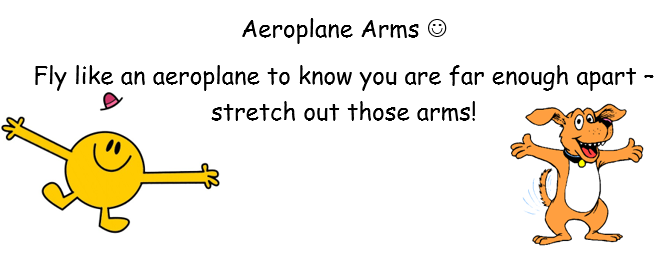 Aeroplane Arms ☺
Fly like an aeroplane to know you are far enough apart –
stretch out those arms!